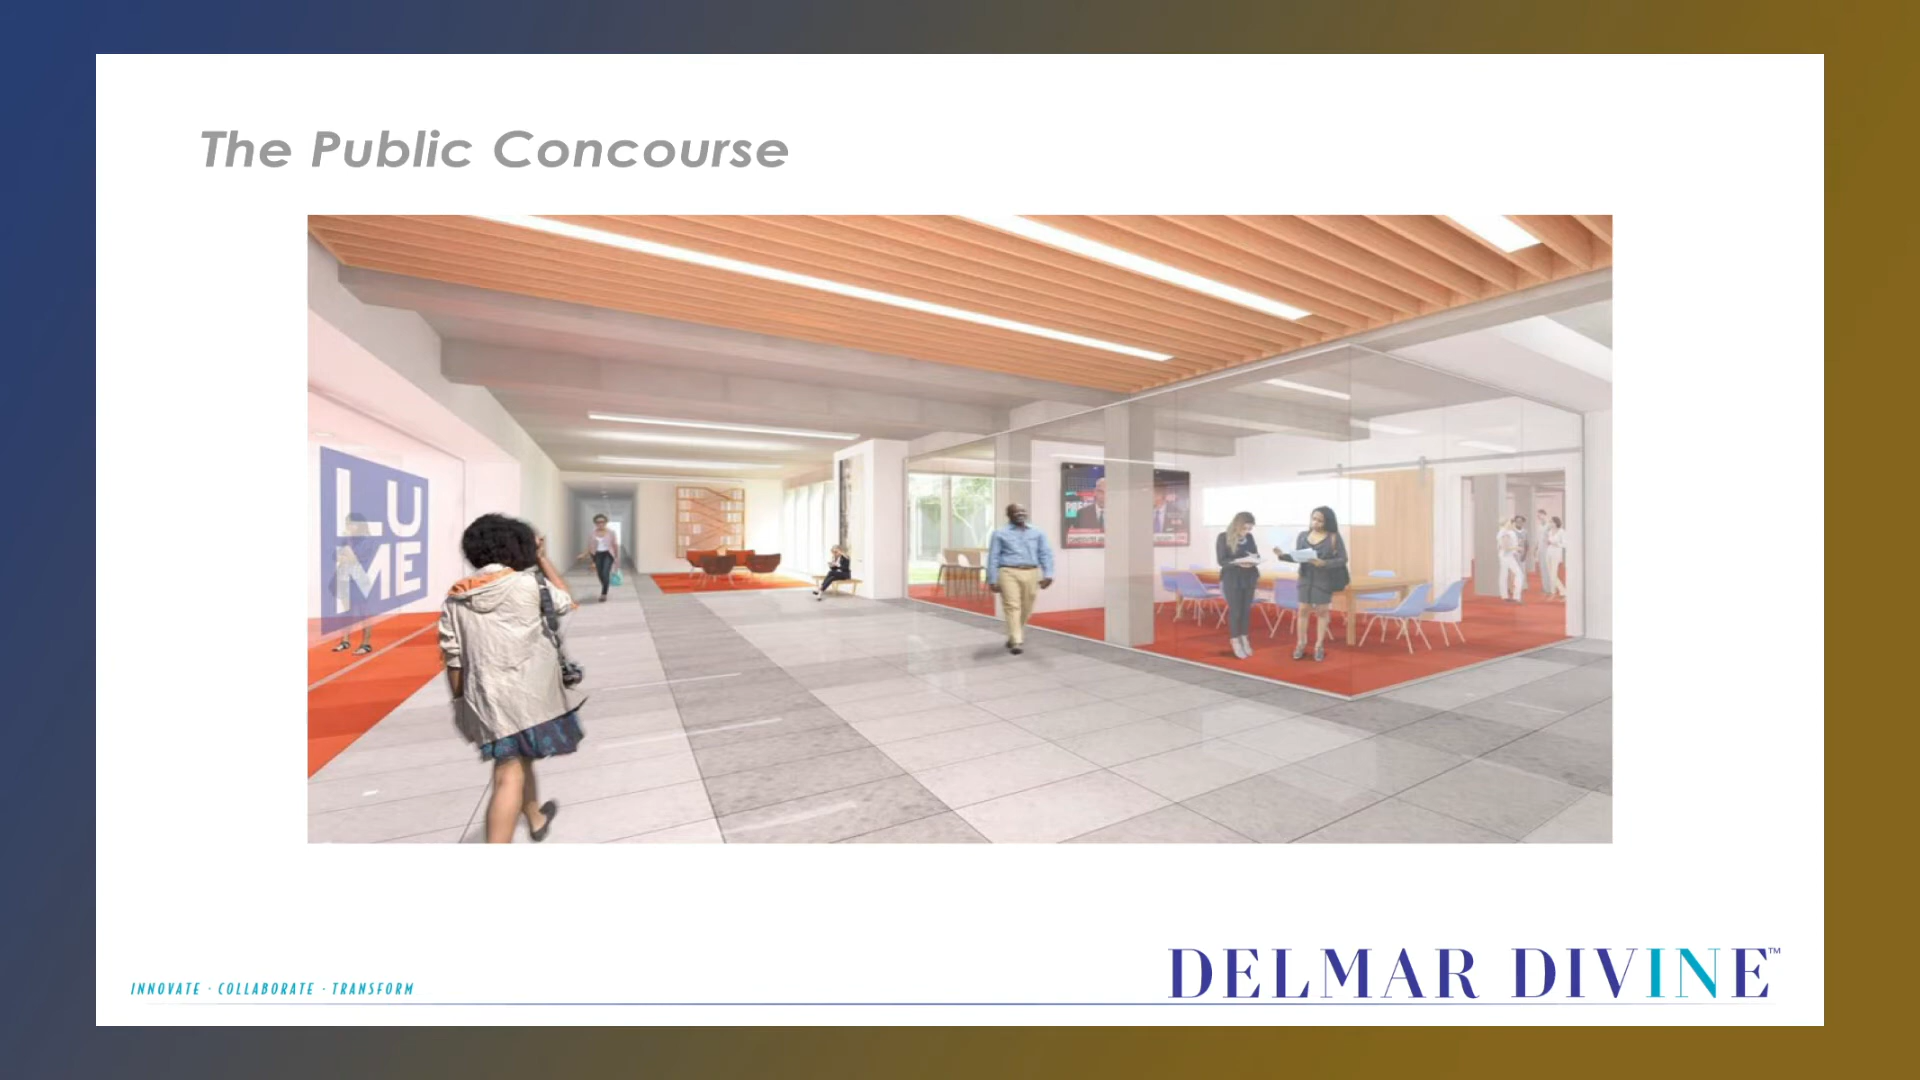 The Public Concourse
LU
ME
INNOVATE · COLLABORATE · TRANSFORM
DELMAR DIVINE™